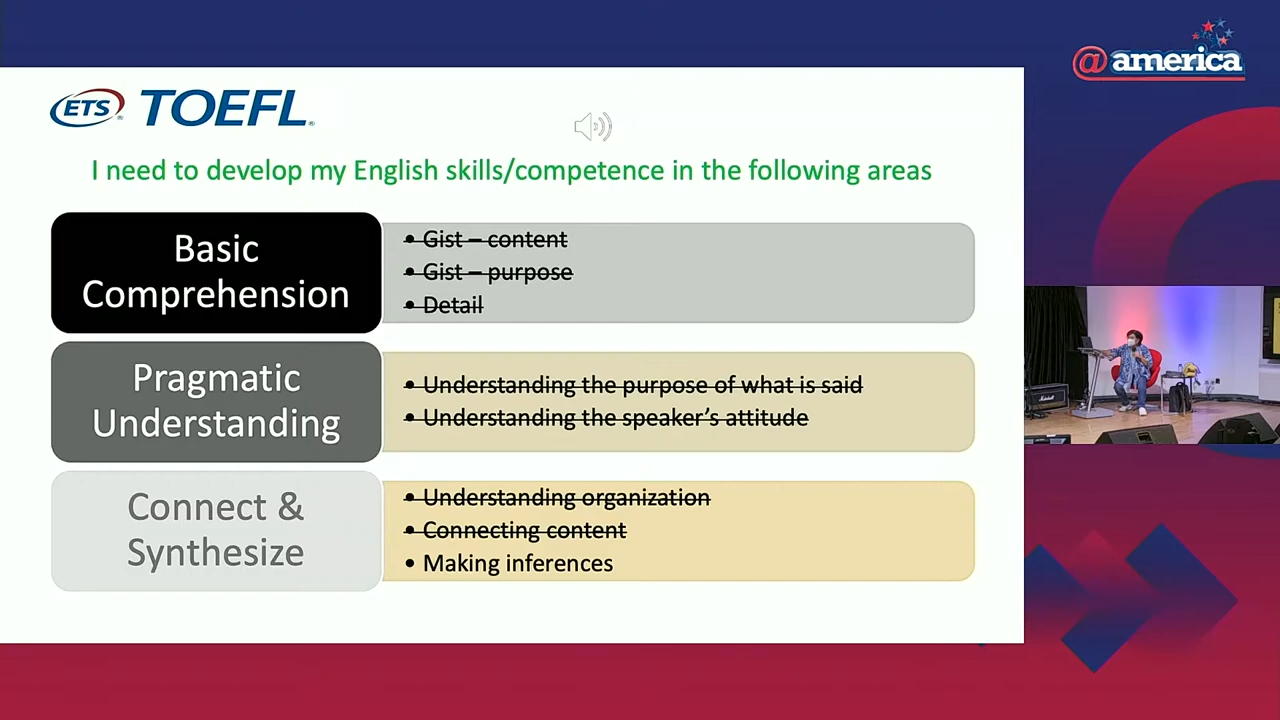 @america
ETS TOEFL
I need to develop my English skills/competence in the following areas
Basic
Comprehension
• Gist – content
• Gist – purpose
• Detail
Pragmatic
Understanding
• Understanding the purpose of what is said
• Understanding the speaker's attitude
Connect &
Synthesize
• Understanding organization
• Connecting content
• Making inferences
Marshall